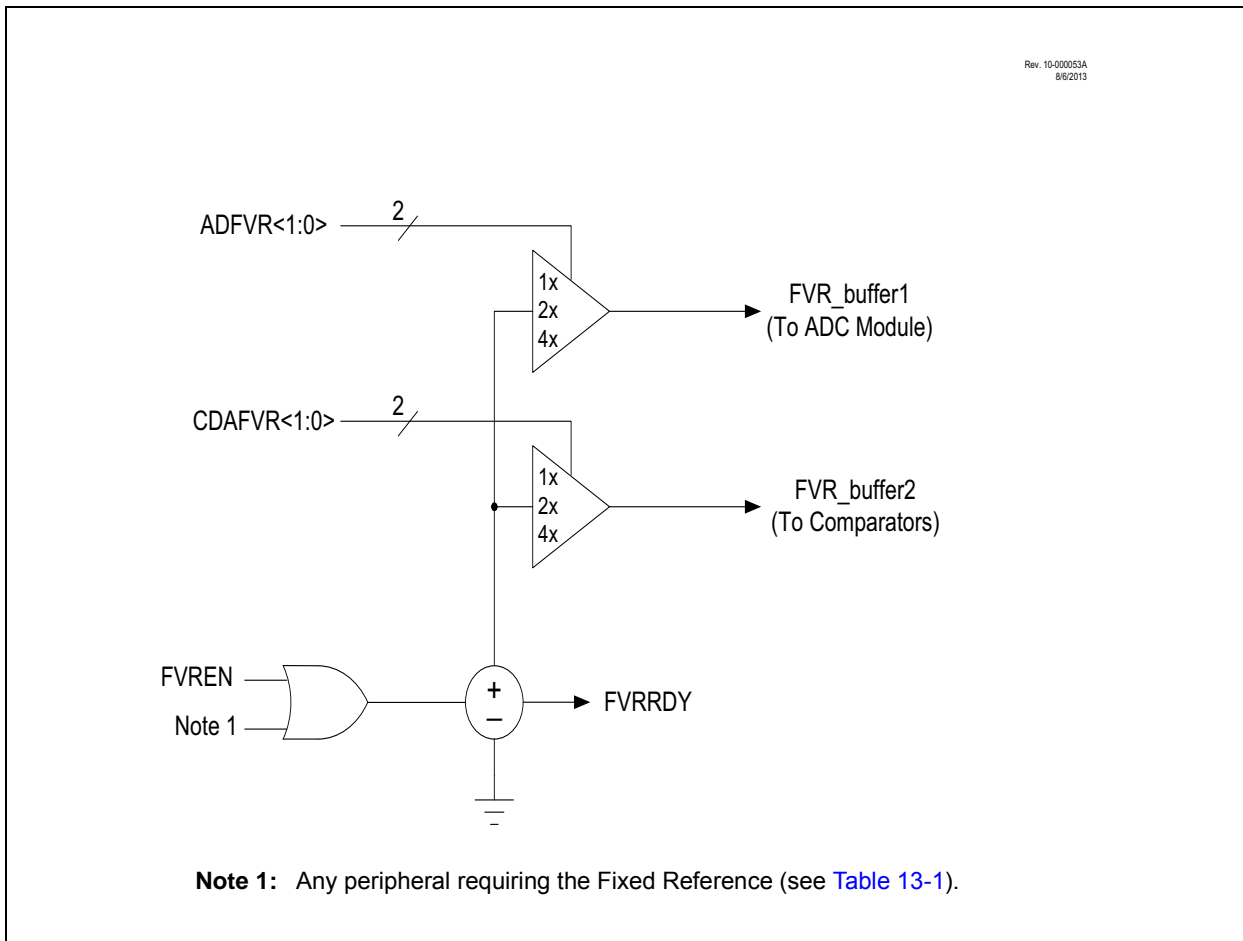 Rev. 10-000053A
8/6/2013
ADFVR<1:0>
2
1x
2x
4x
FVR_buffer1
(To ADC Module)
CDAFVR<1:0>
2
1x
2x
4x
FVR_buffer2
(To Comparators)
FVREN
Note 1
+
–
FVRRDY
Note 1: Any peripheral requiring the Fixed Reference (see Table 13-1).